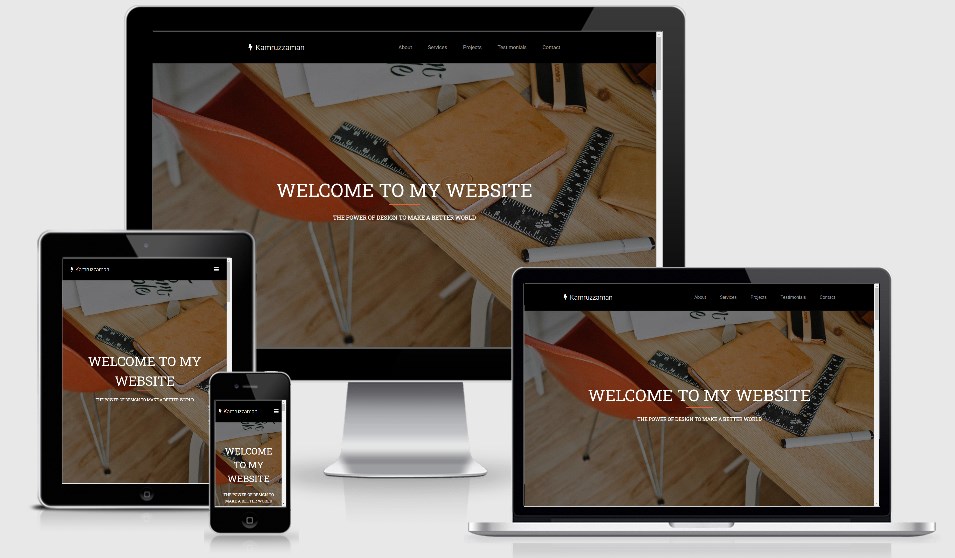 Kamruzzaman
About Services Projects Testimonials Contact
WELCOME TO MY WEBSITE
THE POWER OF DESIGN TO MAKE A BETTER WORLD
Kamruzzaman
WELCOME TO MY
WEBSITE
THE POWER OF DESIGN TO MAKE A BETTER WORLD
Kamruzzaman
WELCOME
TO MY
WEBSITE
THE POWER OF DESIGN TO
MAKE A BETTER WORLD
Kamruzzaman
About Services Projects Testimonials Contact
WELCOME TO MY WEBSITE
THE POWER OF DESIGN TO MAKE A BETTER WORLD